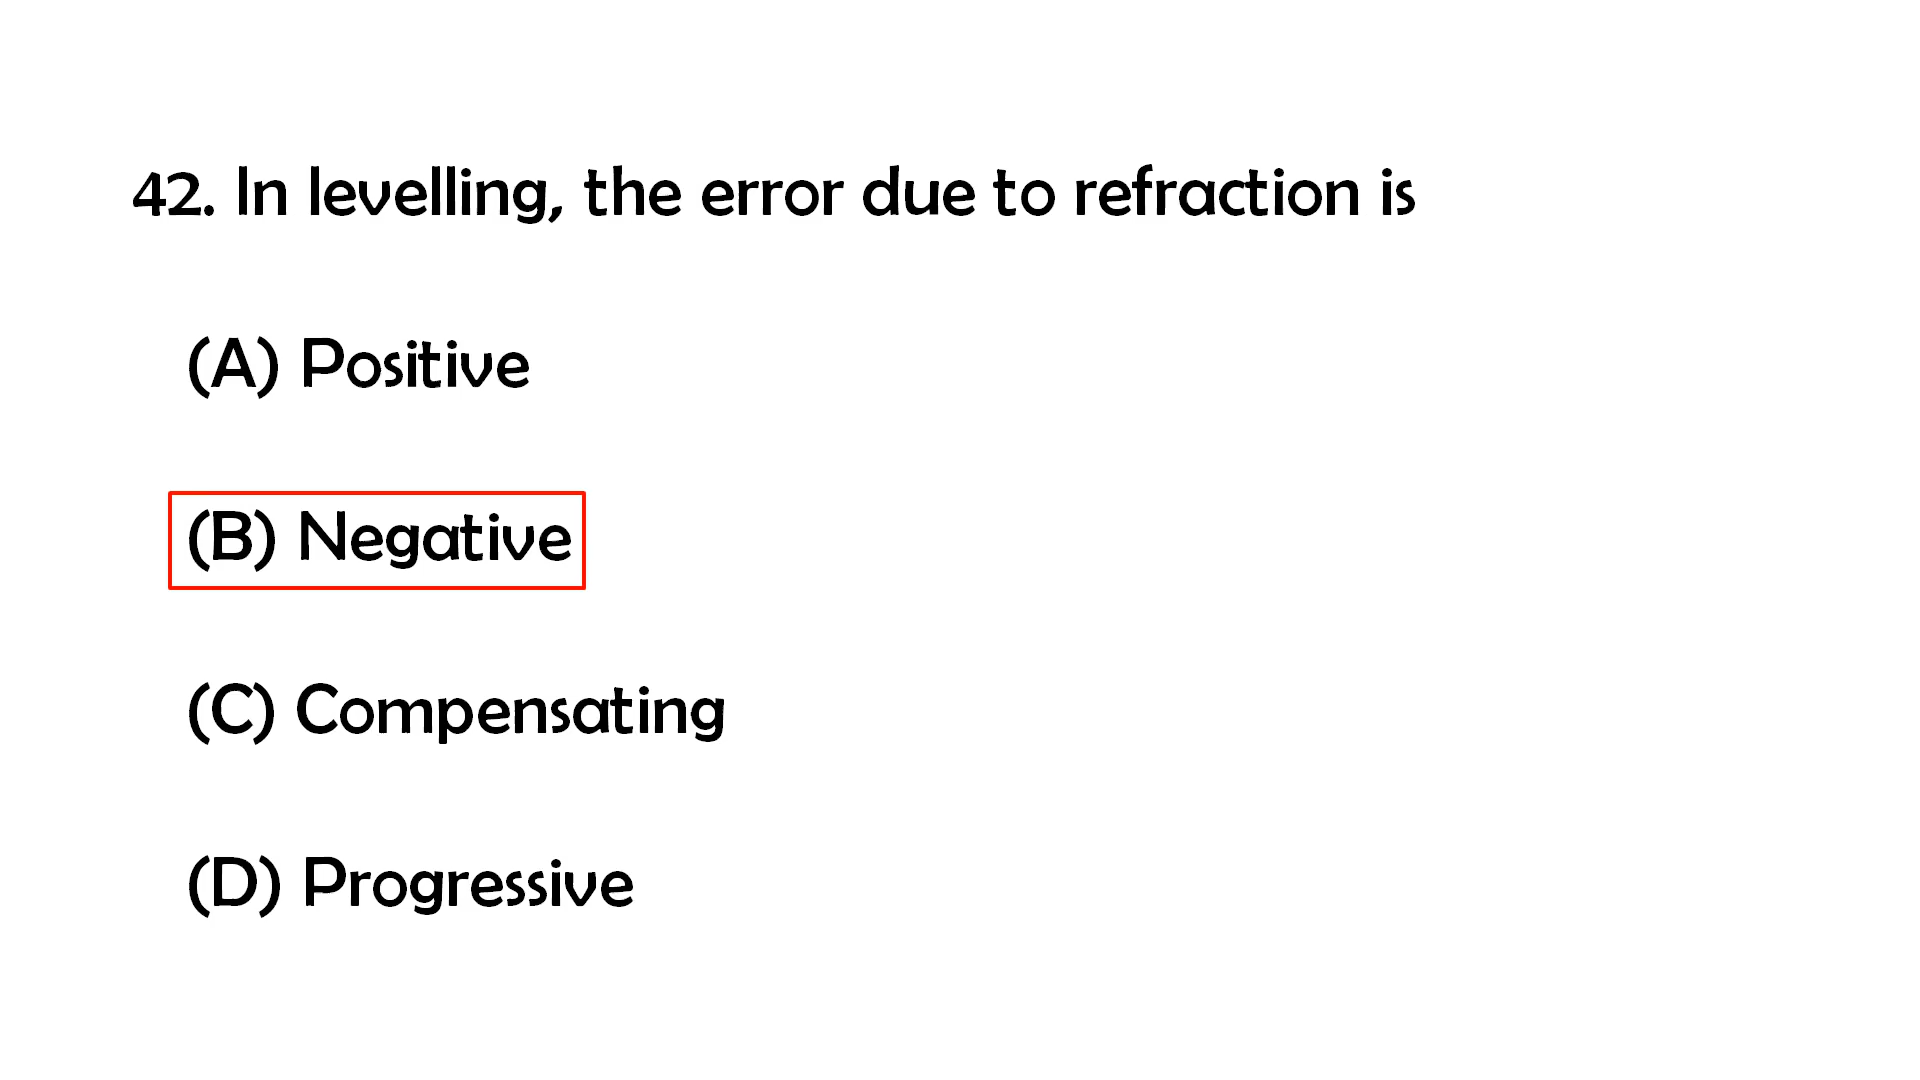 42. In levelling, the error due to refraction is
(A) Positive
(B) Negative
(C) Compensating
(D) Progressive